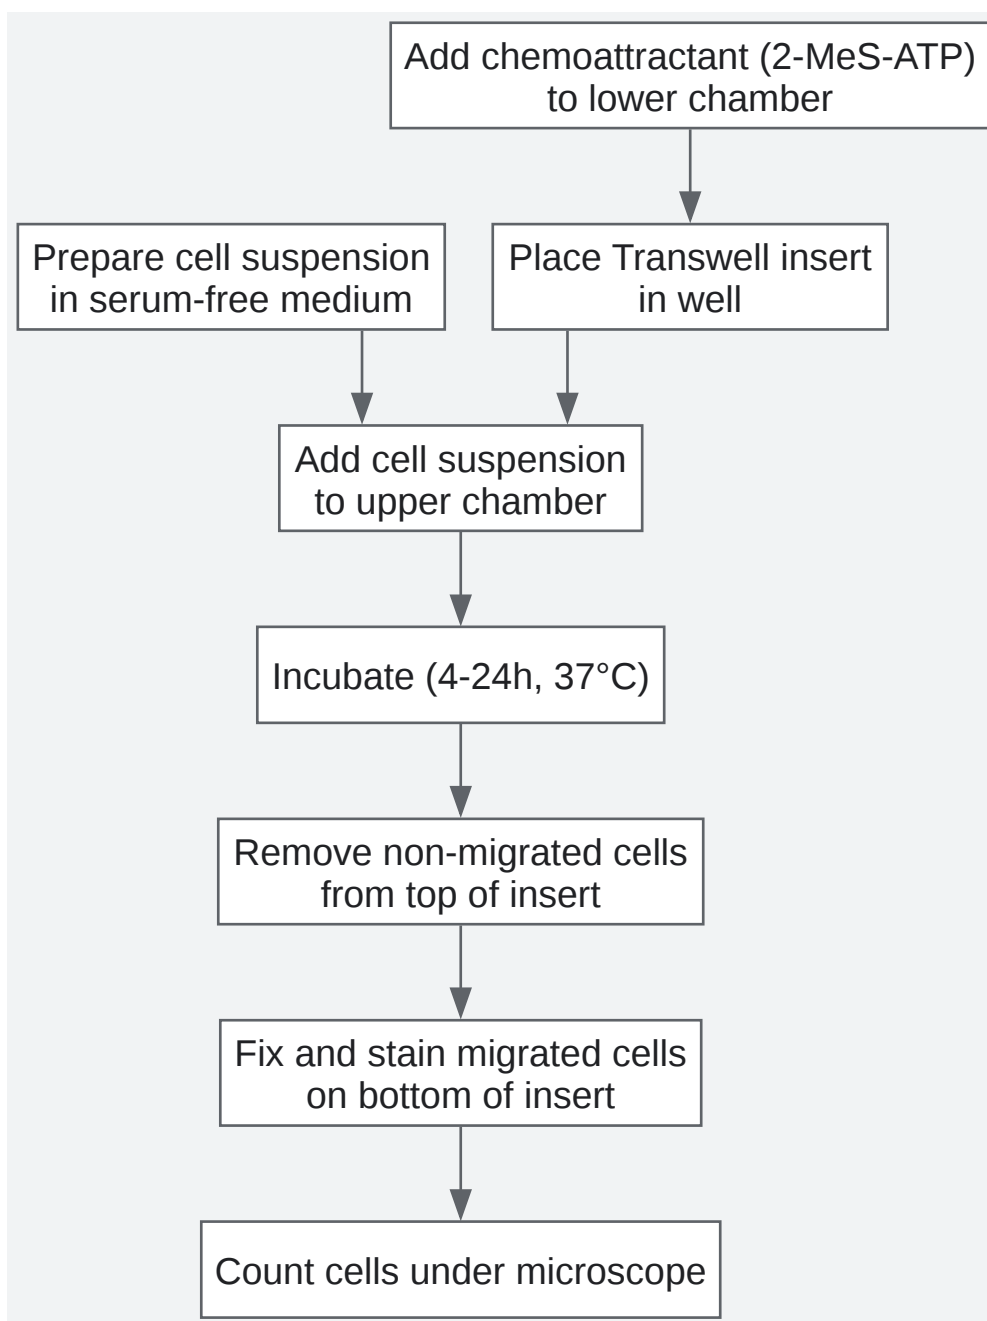 Add chemoattractant (2-MeS-ATP)
to lower chamber
Prepare cell suspension
in serum-free medium
Place Transwell insert
in well
Add cell suspension
to upper chamber
Incubate (4-24h, 37°C)
Remove non-migrated cells
from top of insert
Fix and stain migrated cells
on bottom of insert
Count cells under microscope